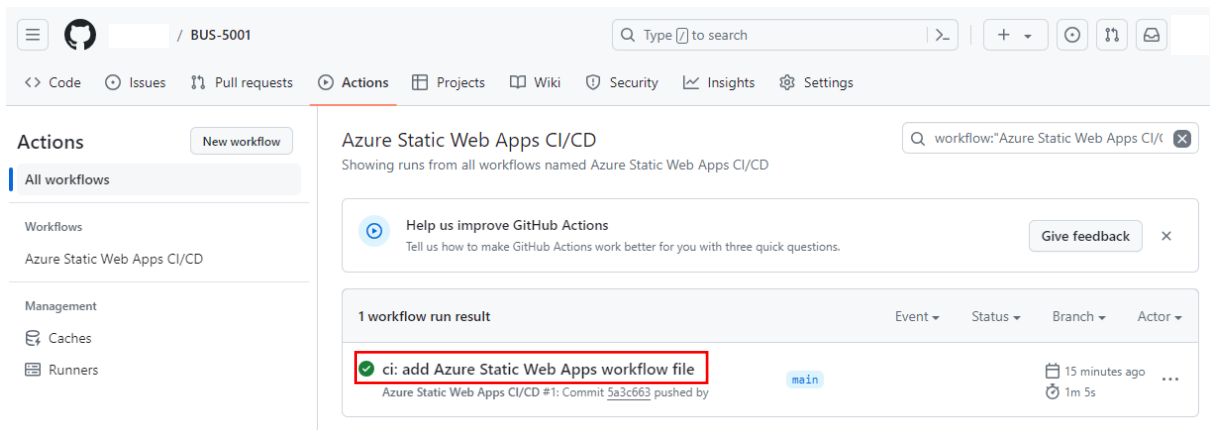 / BUS-5001
Type / to search
>_
+
<> Code
Issues
Pull requests
Actions
Projects
Wiki
Security
Insights
Settings
Actions
New workflow
All workflows
Workflows
Azure Static Web Apps CI/CD
Management
Caches
Runners
Azure Static Web Apps CI/CD
Showing runs from all workflows named Azure Static Web Apps CI/CD
workflow:"Azure Static Web Apps CI/
Help us improve GitHub Actions
Tell us how to make GitHub Actions work better for you with three quick questions.
Give feedback
1 workflow run result
Event
Status
Branch
Actor
ci: add Azure Static Web Apps workflow file
Azure Static Web Apps CI/CD #1: Commit 5a3c663 pushed by
main
15 minutes ago
1m 5s
...